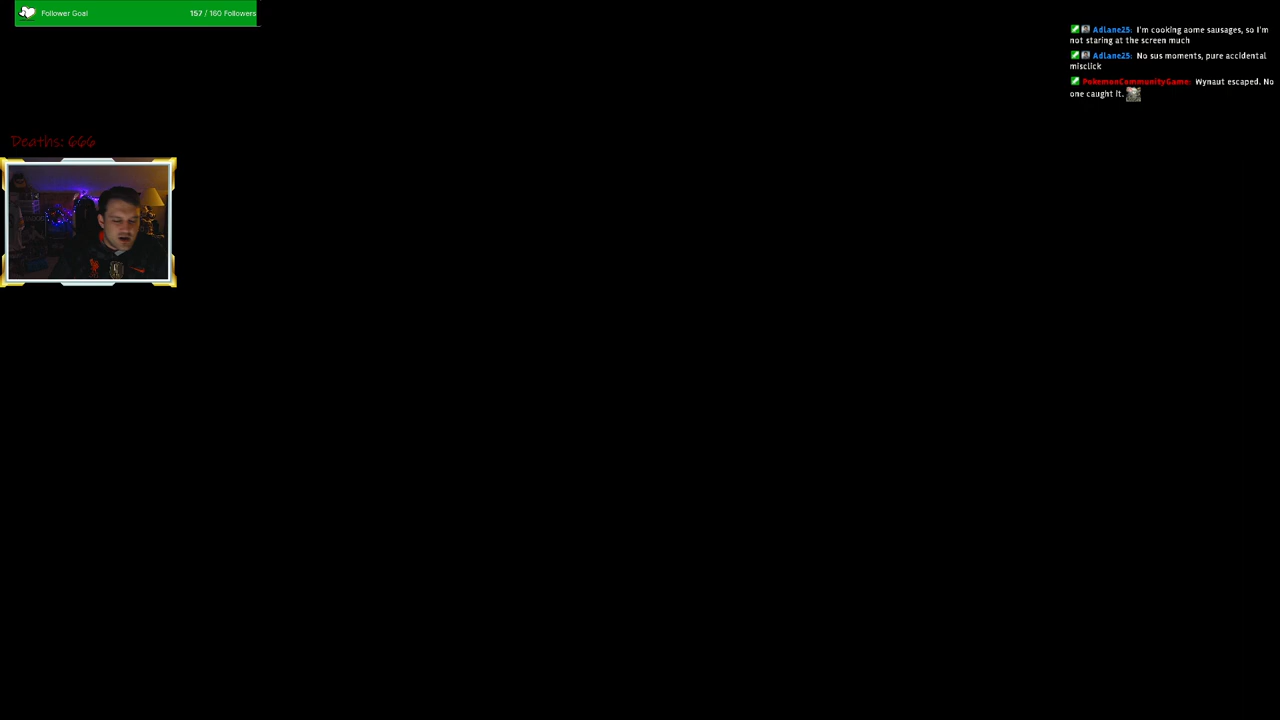 Follower Goal 157 / 160 Followers
Adlane25: I'm cooking aome sausages, so I'm
not staring at the screen much
Adlane25: No sus moments, pure accidental
misclick
PokemonCommunityGame: Wynaut escaped. No
one caught it.
Deaths: 666